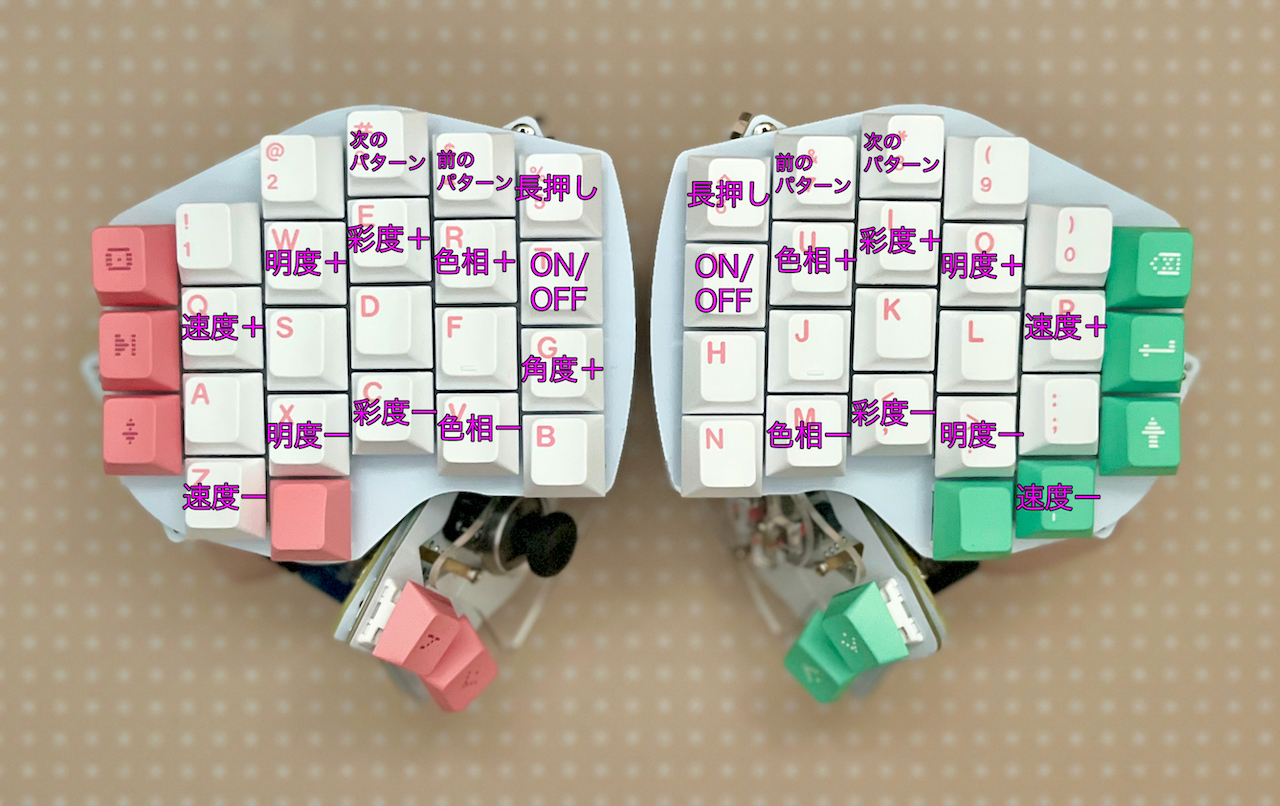 @
2
#
次の
パターン
前の
パターン
%
長押し
!
1
W
明度＋
E
彩度＋
R
色相＋
T
ON/
OFF
Q
速度＋
S
D
F
G
角度＋
A
X
明度ー
C
彩度ー
V
色相ー
B
Z
速度ー
長押し
&
前の
パターン
*
次の
パターン
(
9
)
0
ON/
OFF
U
色相＋
I
彩度＋
O
明度＋
P
速度＋
H
J
K
L
:
;
N
M
色相ー
<
,
彩度ー
明度ー
速度ー